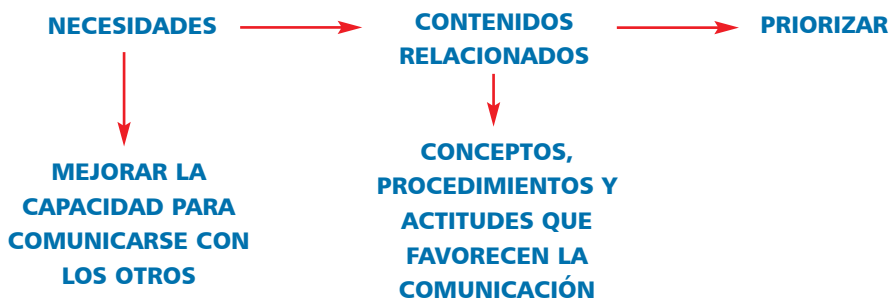 NECESIDADES
CONTENIDOS
RELACIONADOS
PRIORIZAR
MEJORAR LA
CAPACIDAD PARA
COMUNICARSE CON
LOS OTROS
CONCEPTOS,
PROCEDIMIENTOS Y
ACTITUDES QUE
FAVORECEN LA
COMUNICACIÓN